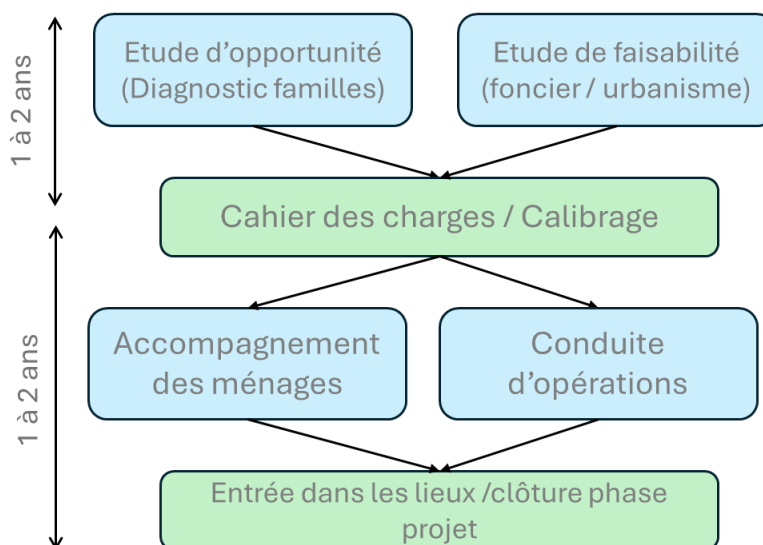 1 à 2 ans
Etude d'opportunité
(Diagnostic familles)
Etude de faisabilité
(foncier / urbanisme)
Cahier des charges / Calibrage
1 à 2 ans
Accompagnement
des ménages
Conduite
d'opérations
Entrée dans les lieux /clôture phase
projet